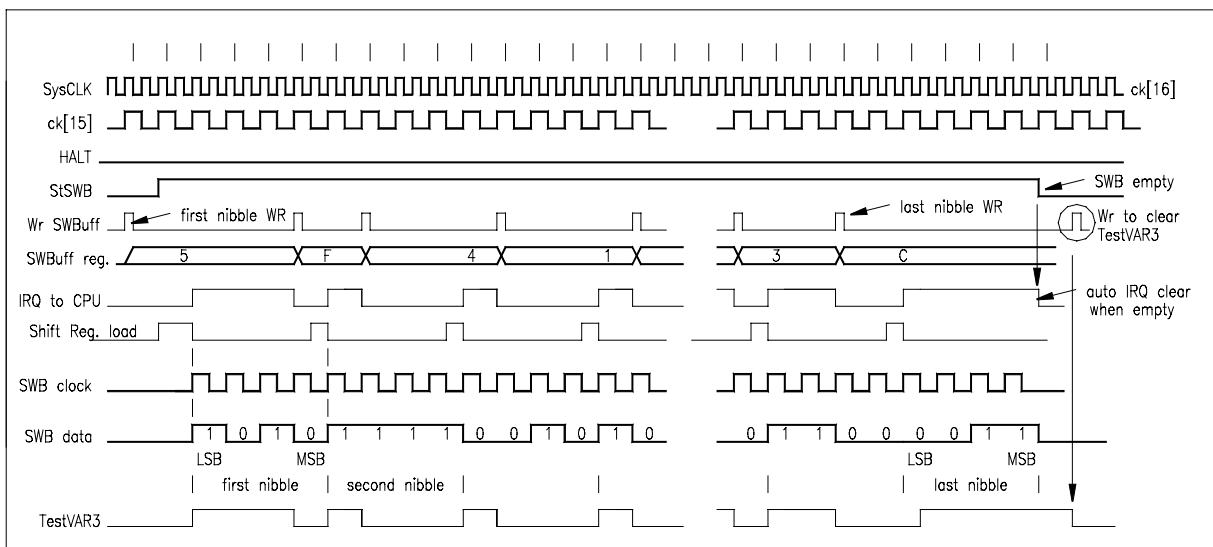 SysCLK ck[16]
ck[15]
HALT
StSWB SWB empty
Wr SWBuff first nibble WR last nibble WR Wr to clear
TestVAR3
SWBuff reg. 5 F 4 1 3 C
IRQ to CPU auto IRQ clear
when empty
Shift Reg. load
SWB clock
SWB data 1 0 1 0 1 1 1 1 0 0 1 0 1 0 0 1 1 0 0 0 0 1 1
LSB MSB LSB MSB
first nibble second nibble last nibble
TestVAR3